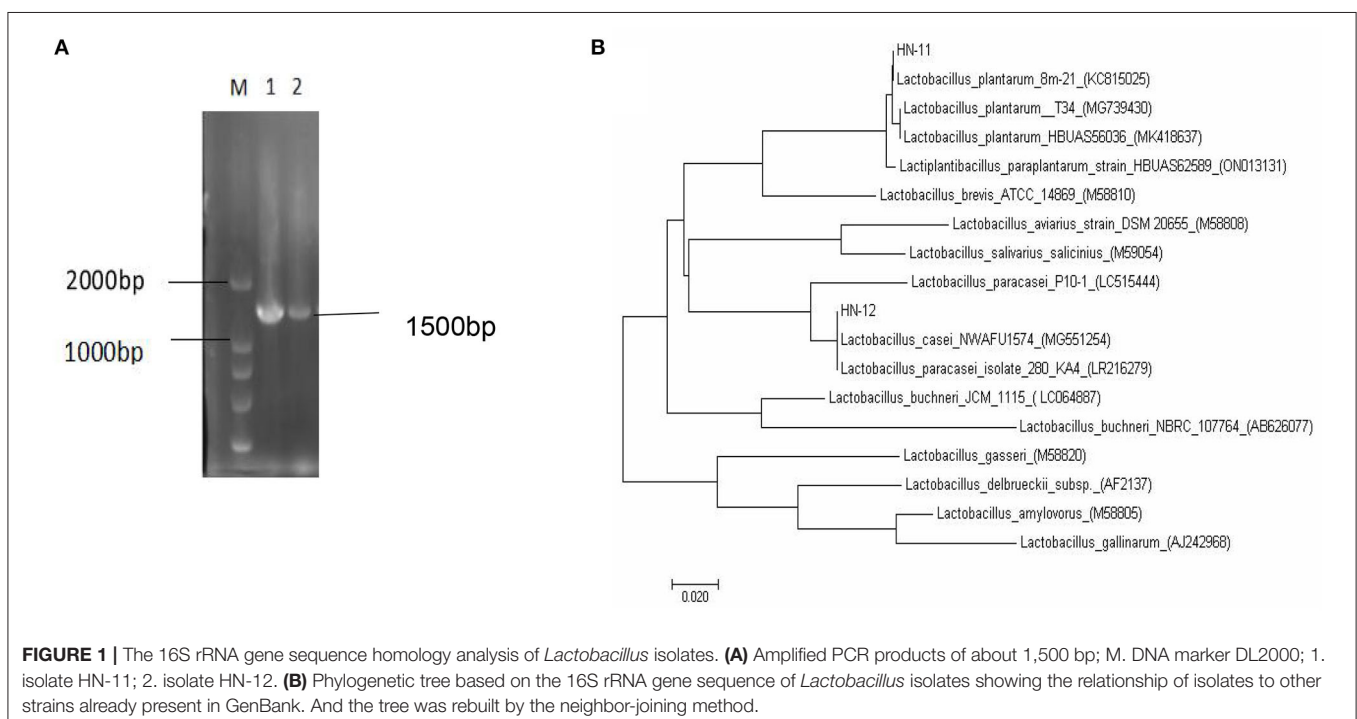 A
M 1 2
2000bp
1500bp
1000bp
B
HN-11
Lactobacillus_plantarum_8m-21_(KC815025)
Lactobacillus_plantarum__T34_(MG739430)
Lactobacillus_plantarum_HBUAS56036_(MK418637)
Lactiplantibacillus_paraplantarum_strain_HBUAS62589_(ON013131)
Lactobacillus_brevis_ATCC_14869_(M58810)
Lactobacillus_aviarius_strain_DSM 20655_(M58808)
Lactobacillus_salivarius_salicinius_(M59054)
Lactobacillus_paracasei_P10-1_(LC515444)
HN-12
Lactobacillus_casei_NWAFU1574_(MG551254)
Lactobacillus_paracasei_isolate_280_KA4_(LR216279)
Lactobacillus_buchneri_JCM_1115_( LC064887)
Lactobacillus_buchneri_NBRC_107764_(AB626077)
Lactobacillus_gasseri_(M58820)
Lactobacillus_delbrueckii_subsp._(AF2137)
Lactobacillus_amylovorus_(M58805)
Lactobacillus_gallinarum_(AJ242968)
0.020
FIGURE 1 | The 16S rRNA gene sequence homology analysis of Lactobacillus isolates. (A) Amplified PCR products of about 1,500 bp; M. DNA marker DL2000; 1.
isolate HN-11; 2. isolate HN-12. (B) Phylogenetic tree based on the 16S rRNA gene sequence of Lactobacillus isolates showing the relationship of isolates to other
strains already present in GenBank. And the tree was rebuilt by the neighbor-joining method.